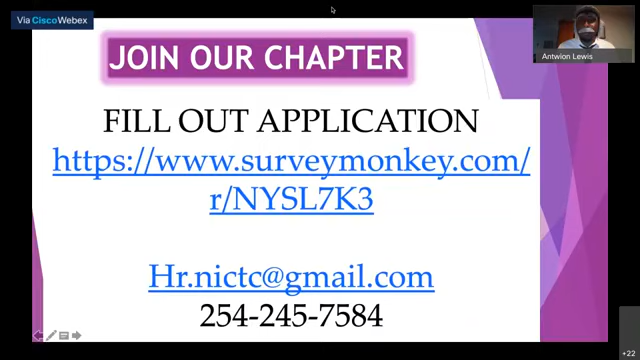 Via Cisco Webex
JOIN OUR CHAPTER
Antwion Lewis
FILL OUT APPLICATION
https://www.surveymonkey.com/
r/NYSL7K3
Hr.nictc@gmail.com
254-245-7584
+22